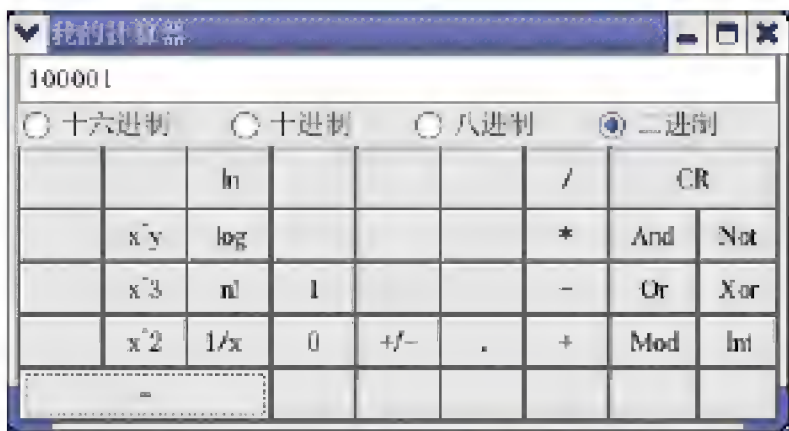 我的计算器
100001
十六进制 十进制 八进制 二进制
ln / CR
x^y log * And Not
x^3 n! 1 - Or Xor
x^2 1/x 0 +/- . + Mod Int
=